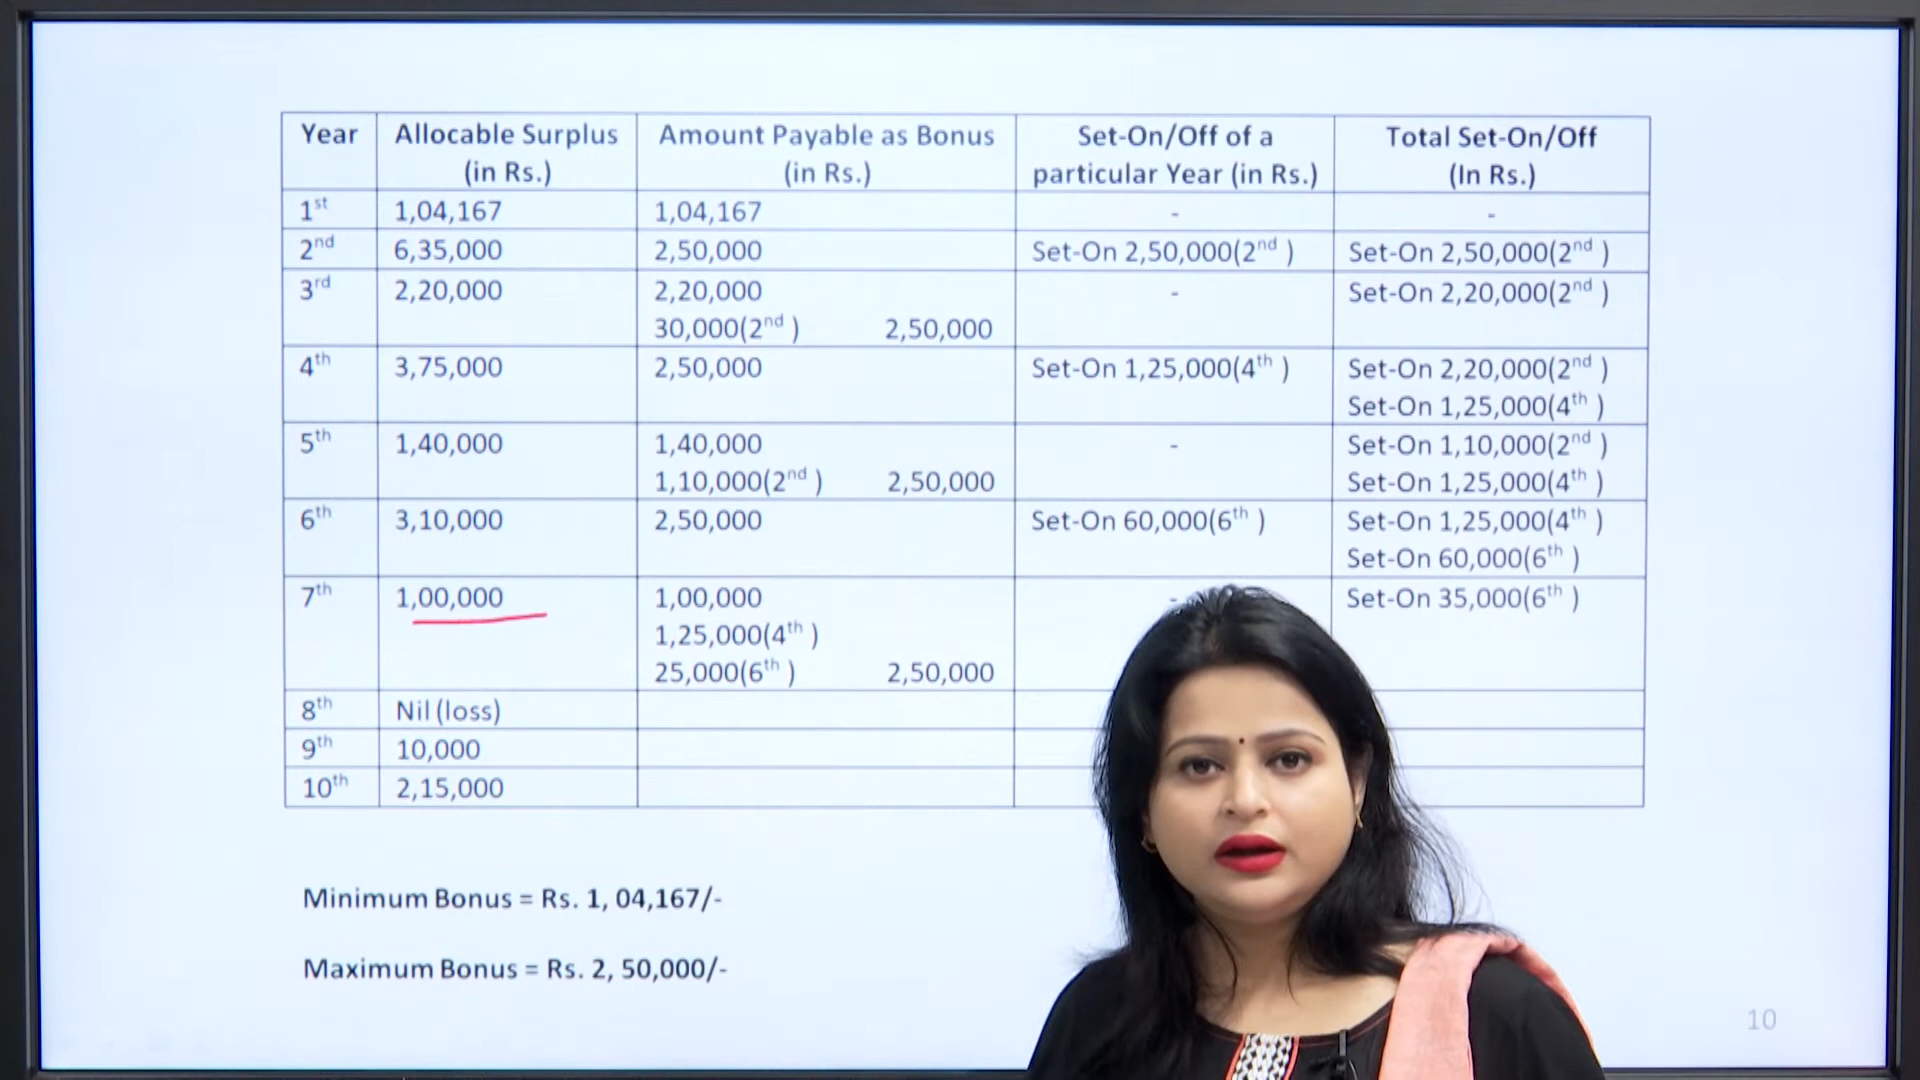 Year Allocable Surplus (in Rs.) Amount Payable as Bonus (in Rs.) Set-On/Off of a particular Year (in Rs.) Total Set-On/Off (In Rs.)
1st 1,04,167 1,04,167 - -
2nd 6,35,000 2,50,000 Set-On 2,50,000(2nd ) Set-On 2,50,000(2nd )
3rd 2,20,000 2,20,000 - Set-On 2,20,000(2nd )
30,000(2nd ) 2,50,000
4th 3,75,000 2,50,000 Set-On 1,25,000(4th ) Set-On 2,20,000(2nd )
Set-On 1,25,000(4th )
5th 1,40,000 1,40,000 - Set-On 1,10,000(2nd )
1,10,000(2nd ) 2,50,000 Set-On 1,25,000(4th )
6th 3,10,000 2,50,000 Set-On 60,000(6th ) Set-On 1,25,000(4th )
Set-On 60,000(6th )
7th 1,00,000 1,00,000 - Set-On 35,000(6th )
1,25,000(4th )
25,000(6th ) 2,50,000
8th Nil (loss)
9th 10,000
10th 2,15,000
Minimum Bonus = Rs. 1, 04,167/-
Maximum Bonus = Rs. 2, 50,000/-
10